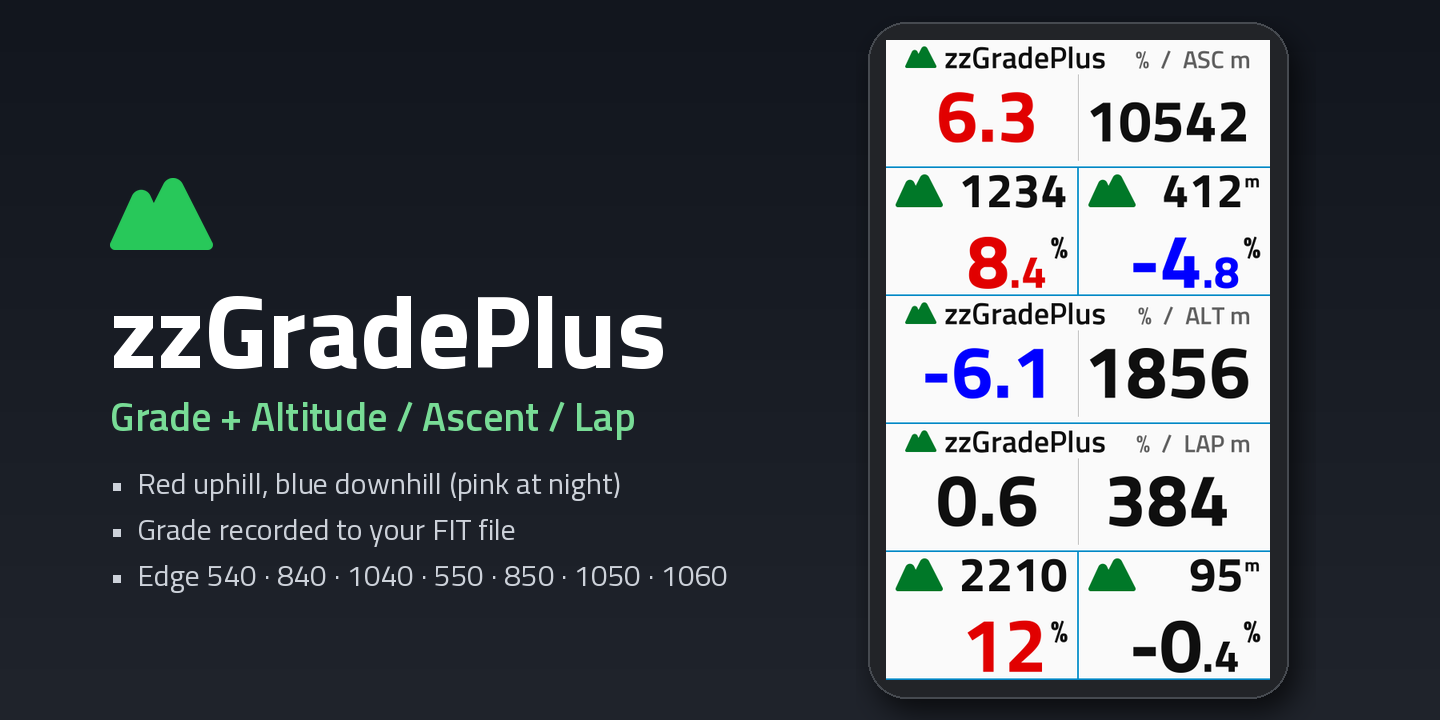 zzGradePlus
Grade + Altitude / Ascent / Lap
▪ Red uphill, blue downhill (pink at night)
▪ Grade recorded to your FIT file
▪ Edge 540 · 840 · 1040 · 550 · 850 · 1050 · 1060
zzGradePlus % / ASC m
6.3 10542
1234 412m
8.4% -4.8%
zzGradePlus % / ALT m
-6.1 1856
zzGradePlus % / LAP m
0.6 384
2210 95m
12% -0.4%